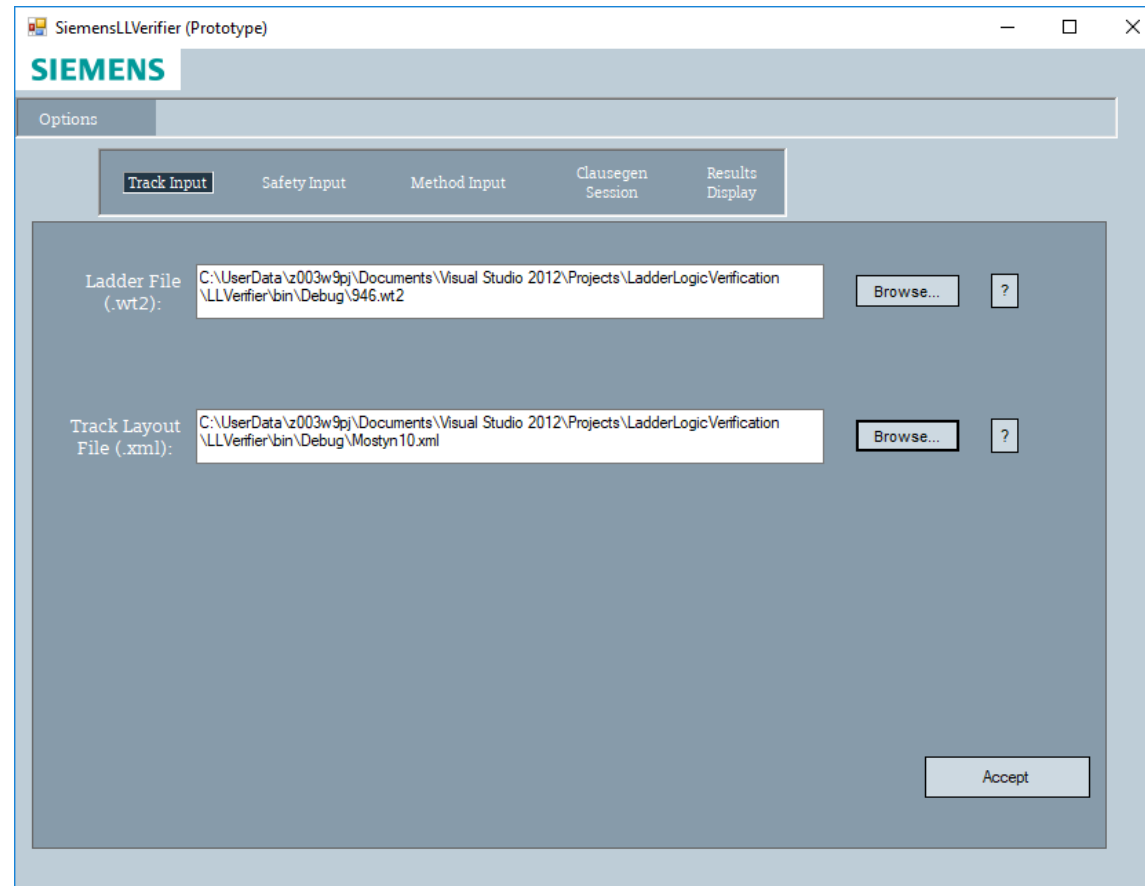 SiemensLLVerifier (Prototype)
SIEMENS
Options
Track Input
Safety Input
Method Input
Clausegen
Session
Results
Display
Ladder File
(.wt2):
C:\UserData\z003w9pj\Documents\Visual Studio 2012\Projects\LadderLogicVerification
\LLVerifier\bin\Debug\946.wt2
Browse...
?
Track Layout
File (.xml):
C:\UserData\z003w9pj\Documents\Visual Studio 2012\Projects\LadderLogicVerification
\LLVerifier\bin\Debug\Mostyn10.xml
Browse...
?
Accept